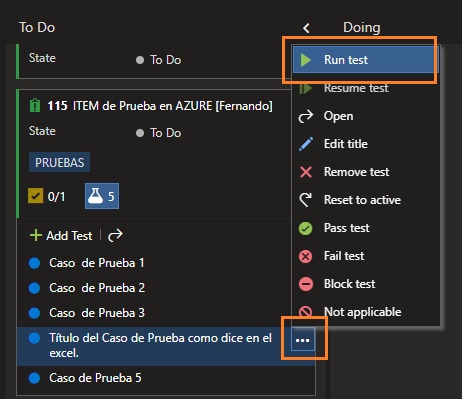 To Do
Doing
State
To Do
115 ITEM de Prueba en AZURE [Fernando]
State
To Do
PRUEBAS
0/1
5
Add Test
Caso de Prueba 1
Caso de Prueba 2
Caso de Prueba 3
Título del Caso de Prueba como dice en el
excel.
Caso de Prueba 5
Run test
Resume test
Open
Edit title
Remove test
Reset to active
Pass test
Fail test
Block test
Not applicable